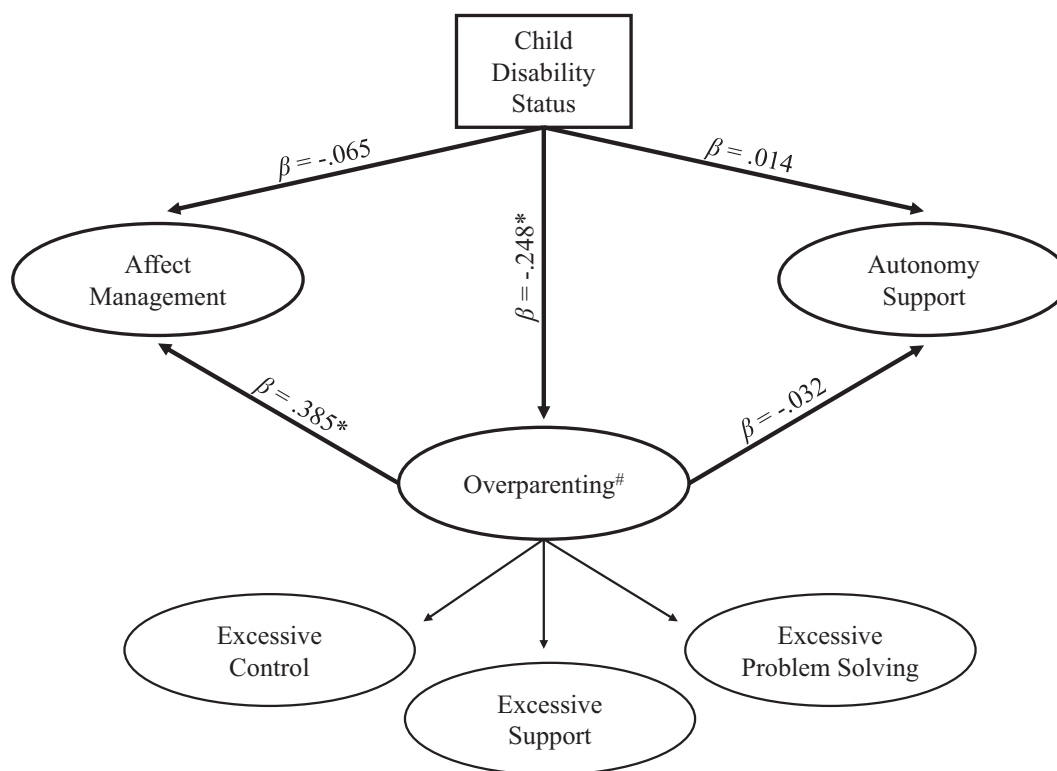 Child
Disability
Status
β = -.065
β = .014
β = -.248*
Affect
Management
Autonomy
Support
β = .385*
β = -.032
Overparenting#
Excessive
Control
Excessive
Problem Solving
Excessive
Support